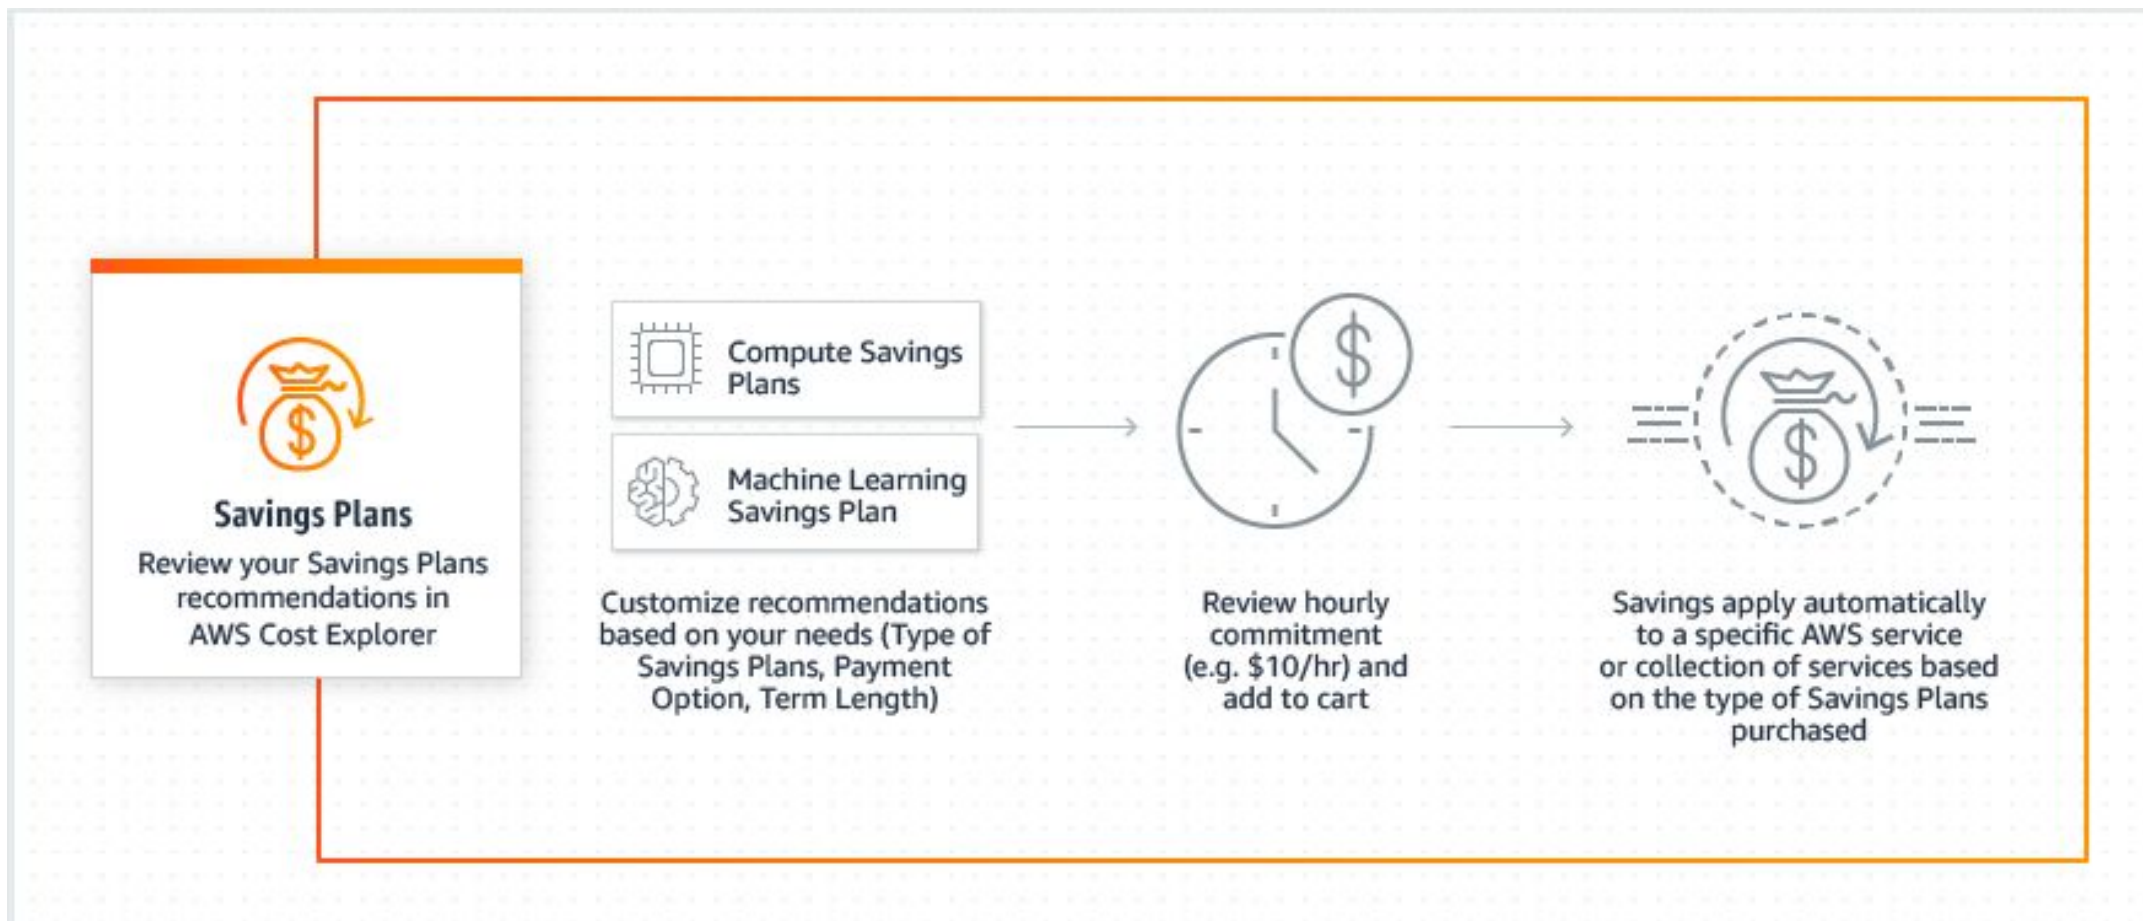 Savings Plans
Review your Savings Plans
recommendations in
AWS Cost Explorer
Compute Savings
Plans
Machine Learning
Savings Plan
Customize recommendations
based on your needs (Type of
Savings Plans, Payment
Option, Term Length)
Review hourly
commitment
(e.g. $10/hr) and
add to cart
Savings apply automatically
to a specific AWS service
or collection of services based
on the type of Savings Plans
purchased